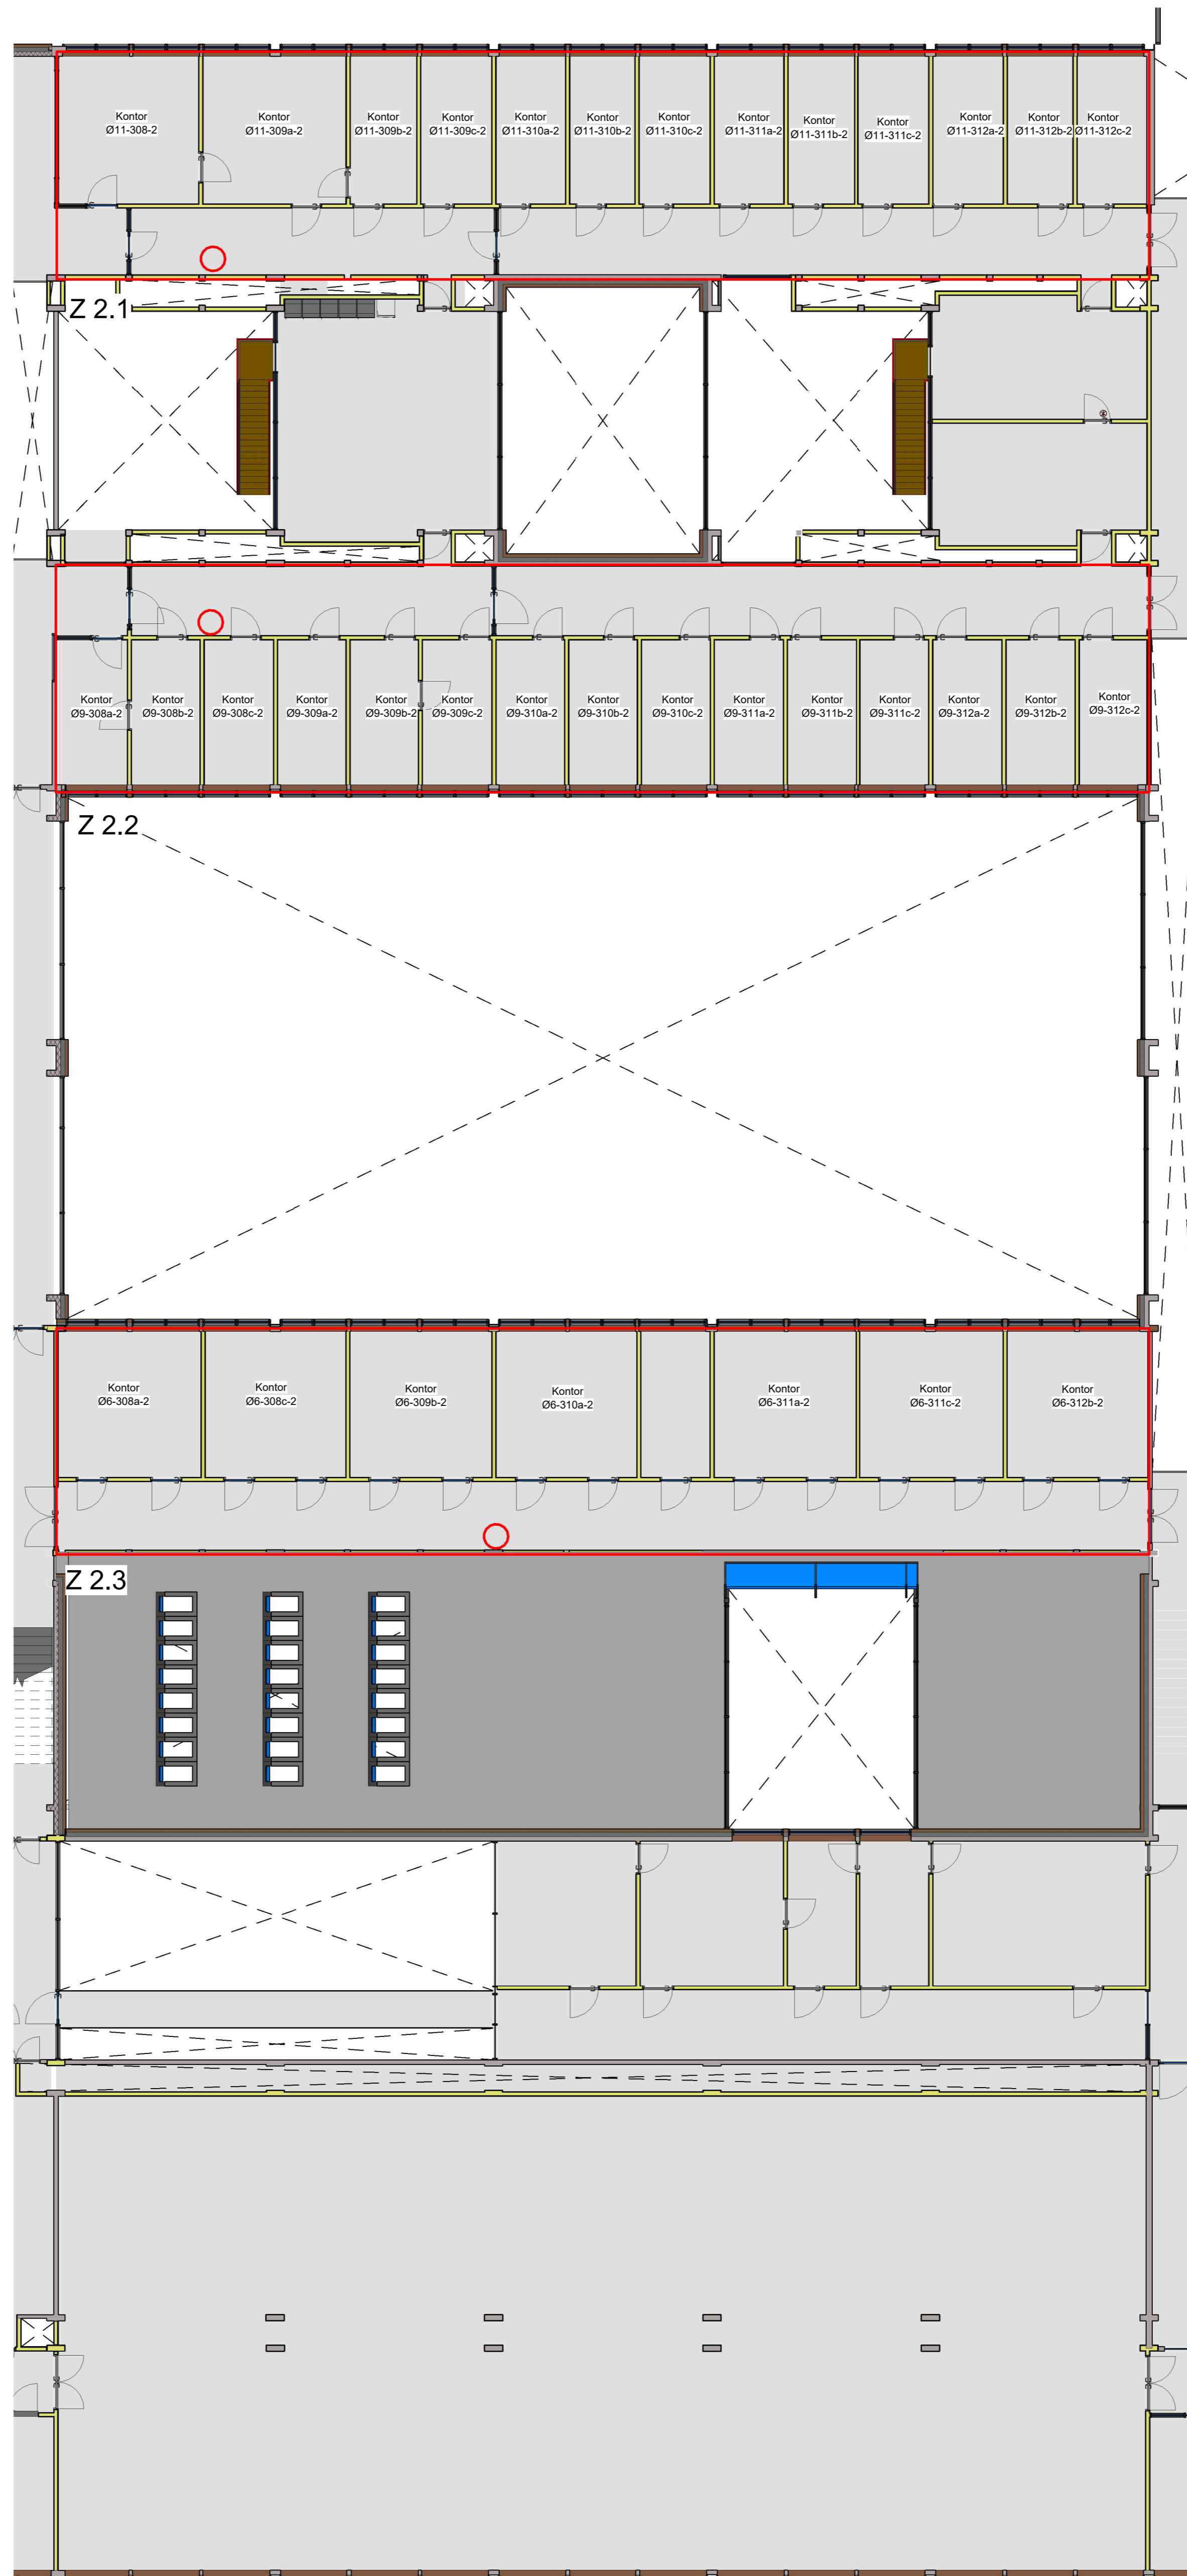 Kontor
Ø11-308-2
Kontor
Ø11-309a-2
Kontor
Ø11-309b-2
Kontor
Ø11-309c-2
Kontor
Ø11-310a-2
Kontor
Ø11-310b-2
Kontor
Ø11-310c-2
Kontor
Ø11-311a-2
Kontor
Ø11-311b-2
Kontor
Ø11-311c-2
Kontor
Ø11-312a-2
Kontor
Ø11-312b-2
Kontor
Ø11-312c-2
Z 2.1
Kontor
Ø9-308a-2
Kontor
Ø9-308b-2
Kontor
Ø9-308c-2
Kontor
Ø9-309a-2
Kontor
Ø9-309b-2
Kontor
Ø9-309c-2
Kontor
Ø9-310a-2
Kontor
Ø9-310b-2
Kontor
Ø9-310c-2
Kontor
Ø9-311a-2
Kontor
Ø9-311b-2
Kontor
Ø9-311c-2
Kontor
Ø9-312a-2
Kontor
Ø9-312b-2
Kontor
Ø9-312c-2
Z 2.2
Kontor
Ø6-308a-2
Kontor
Ø6-308c-2
Kontor
Ø6-309b-2
Kontor
Ø6-310a-2
Kontor
Ø6-311a-2
Kontor
Ø6-311c-2
Kontor
Ø6-312b-2
Z 2.3